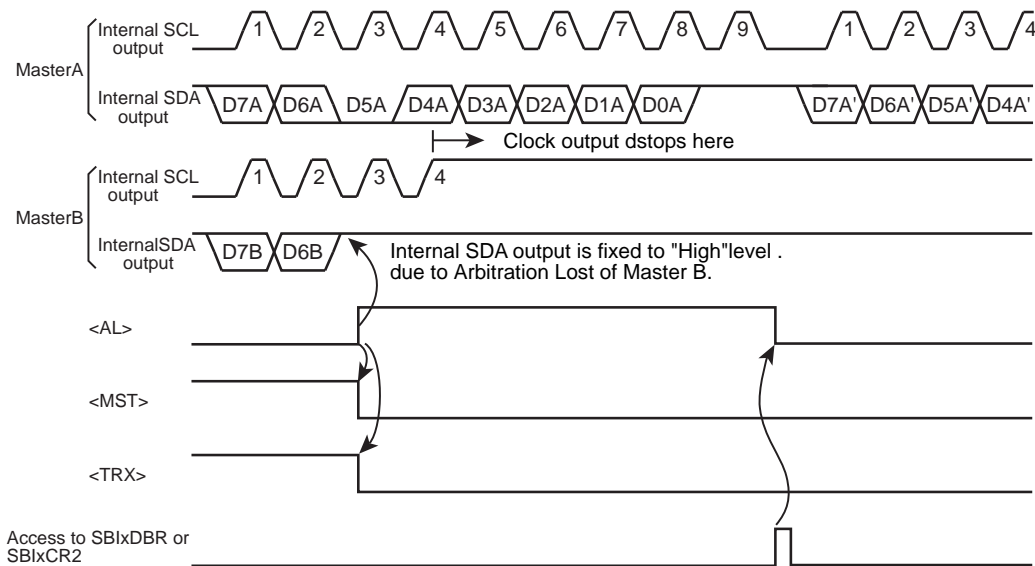 Internal SCL
output
1 2 3 4 5 6 7 8 9 1 2 3 4
MasterA
Internal SDA
output
D7A D6A D5A D4A D3A D2A D1A D0A D7A' D6A' D5A' D4A'
Clock output dstops here
Internal SCL
output
1 2 3 4
MasterB
InternalSDA
output
D7B D6B
Internal SDA output is fixed to "High"level .
due to Arbitration Lost of Master B.
<AL>
<MST>
<TRX>
Access to SBIxDBR or
SBIxCR2